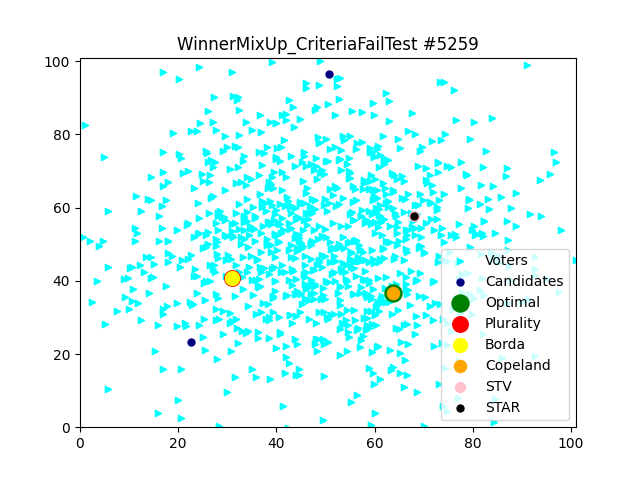 WinnerMixUp_CriteriaFailTest #5259
100
80
60
40
20
0
0
20
40
60
80
100
Voters
Candidates
Optimal
Plurality
Borda
Copeland
STV
STAR